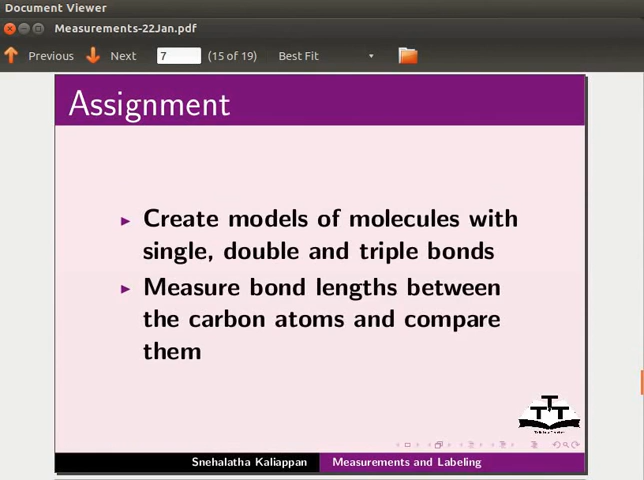 Document Viewer
Measurements-22Jan.pdf
Previous Next 7 (15 of 19) Best Fit
Assignment
Create models of molecules with
single, double and triple bonds
Measure bond lengths between
the carbon atoms and compare
them
Snehalatha Kaliappan Measurements and Labeling